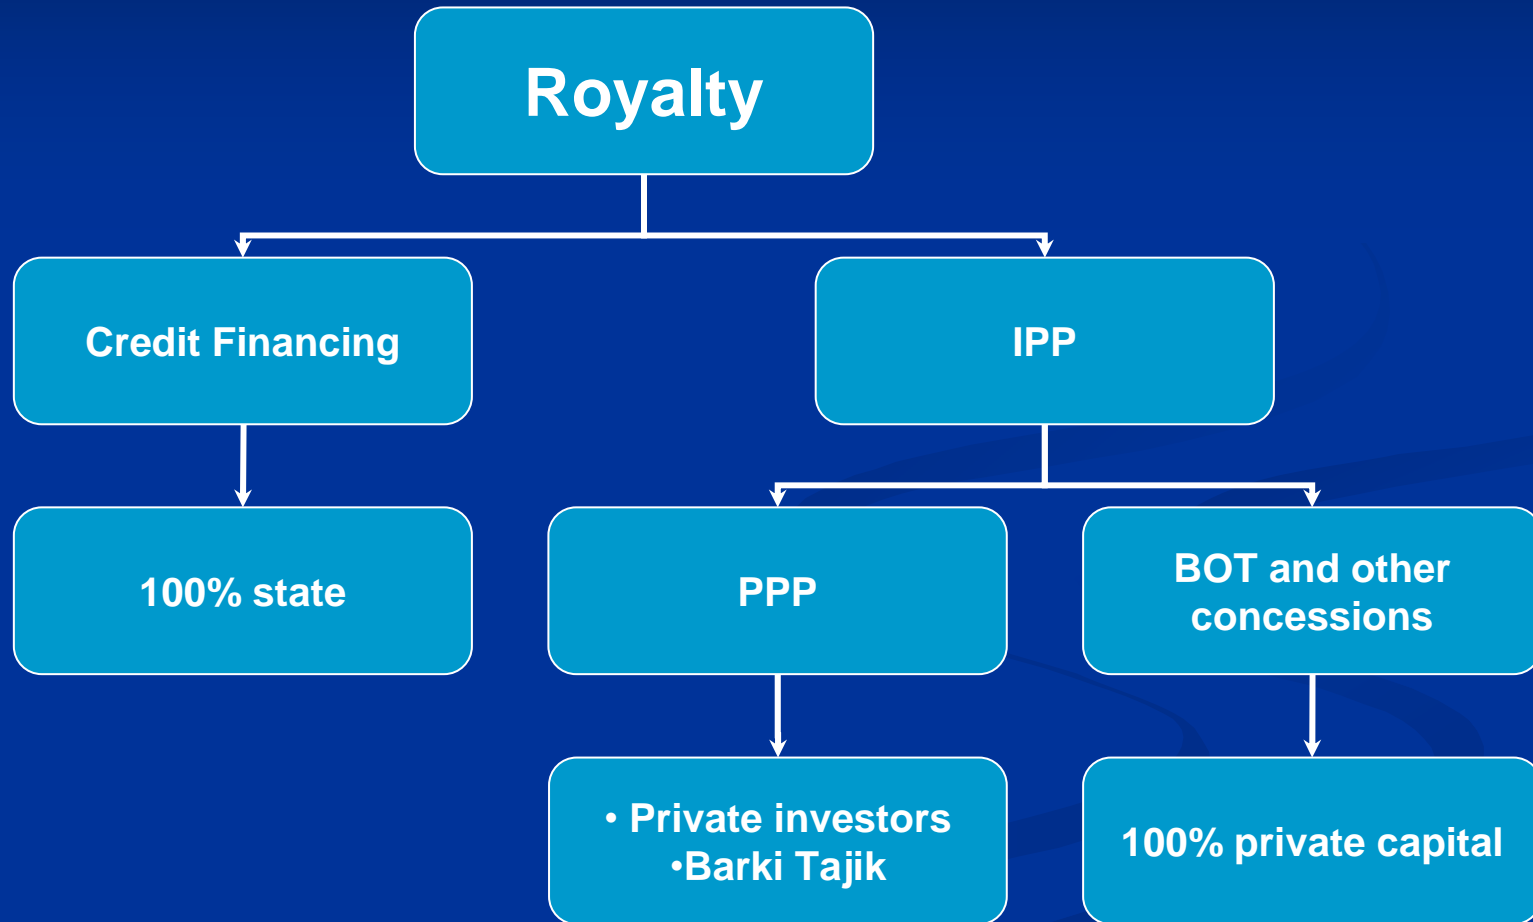 Royalty
Credit Financing
IPP
100% state
PPP
BOT and other
concessions
• Private investors
•Barki Tajik
100% private capital